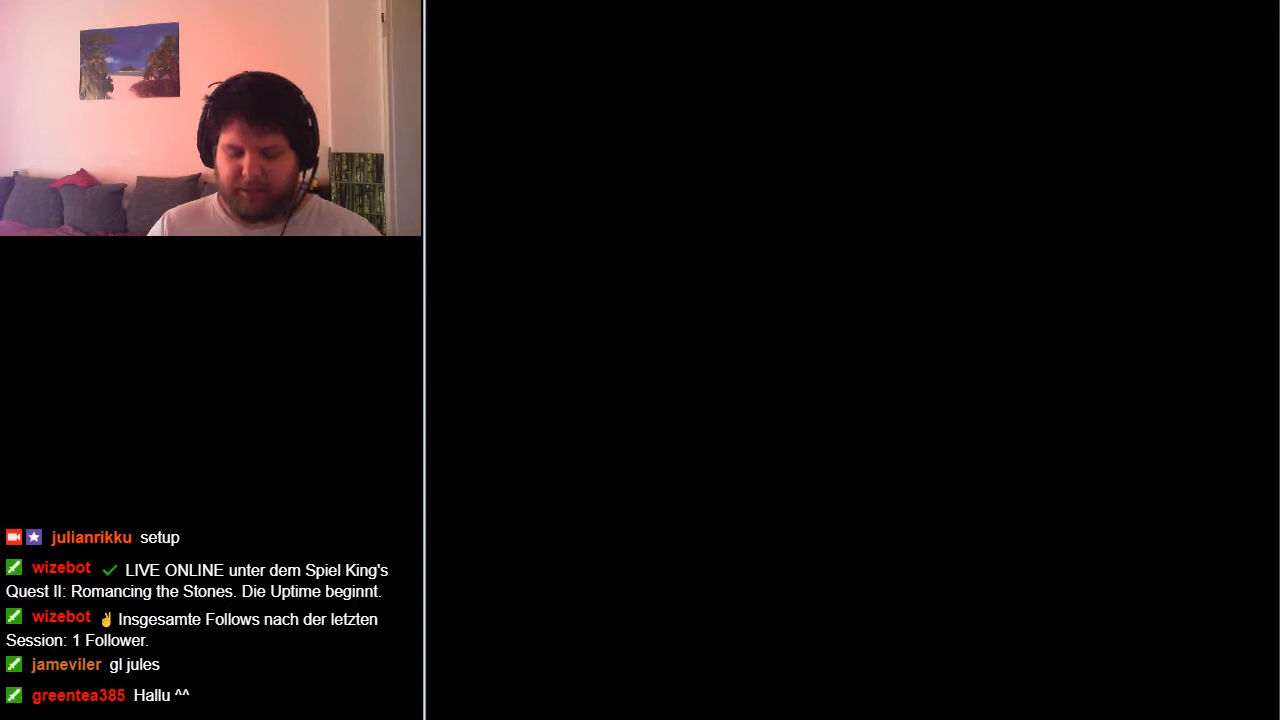 julianrikku setup
wizebot ✓ LIVE ONLINE unter dem Spiel King's
Quest II: Romancing the Stones. Die Uptime beginnt.
wizebot ✌ Insgesamte Follows nach der letzten
Session: 1 Follower.
jameviler gl jules
greentea385 Hallu ^^